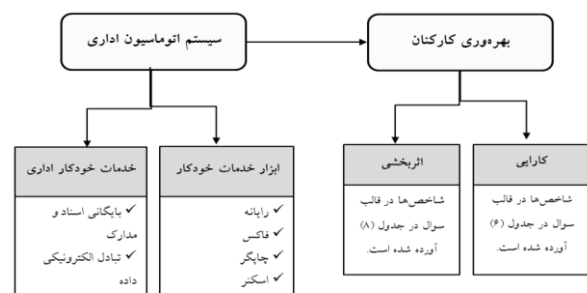 سیستم اتوماسیون اداری
بهره‌وری کارکنان
خدمات خودکار اداری
✓ بایگانی اسناد و
مدارک
✓ تبادل الکترونیکی
داده
ابزار خدمات خودکار
✓ رایانه
✓ فاکس
✓ چاپگر
✓ اسکنر
اثربخشی
شاخص‌ها در قالب
سوال در جدول (۸)
آورده شده است.
کارایی
شاخص‌ها در قالب
سوال در جدول (۶)
آورده شده است.